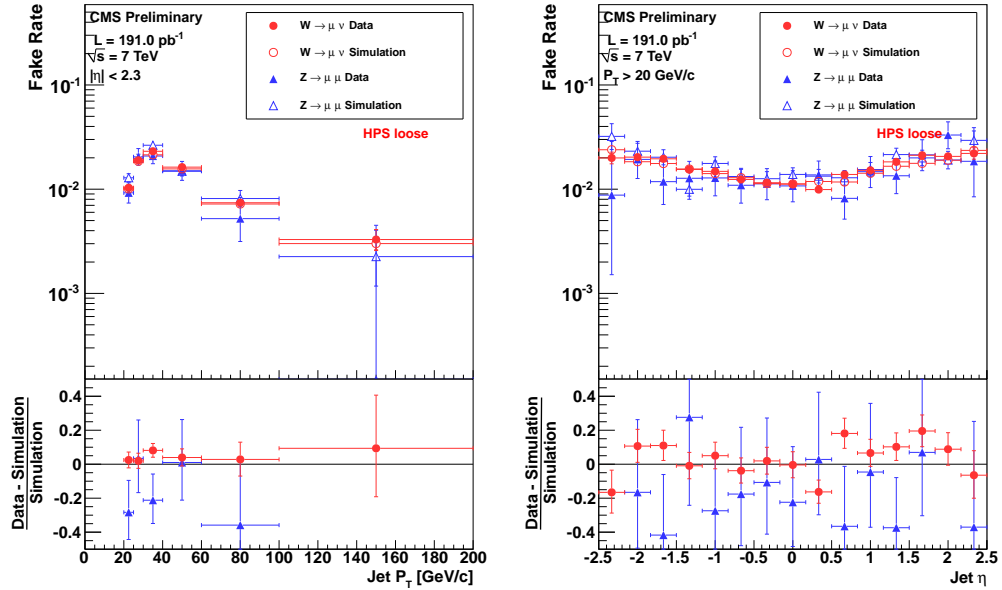 CMS Preliminary
L = 191.0 pb⁻¹
√s = 7 TeV
|η| < 2.3
W → μ ν Data
W → μ ν Simulation
Z → μ μ Data
Z → μ μ Simulation
HPS loose
Fake Rate
10⁻¹
10⁻²
10⁻³
Data - Simulation
Simulation
0.4
0.2
0.0
-0.2
-0.4
0 20 40 60 80 100 120 140 160 180 200
Jet P_T [GeV/c]
CMS Preliminary
L = 191.0 pb⁻¹
√s = 7 TeV
P_T > 20 GeV/c
W → μ ν Data
W → μ ν Simulation
Z → μ μ Data
Z → μ μ Simulation
HPS loose
Fake Rate
10⁻¹
10⁻²
10⁻³
Data - Simulation
Simulation
0.4
0.2
0.0
-0.2
-0.4
-2.5 -2 -1.5 -1 -0.5 0 0.5 1 1.5 2 2.5
Jet η